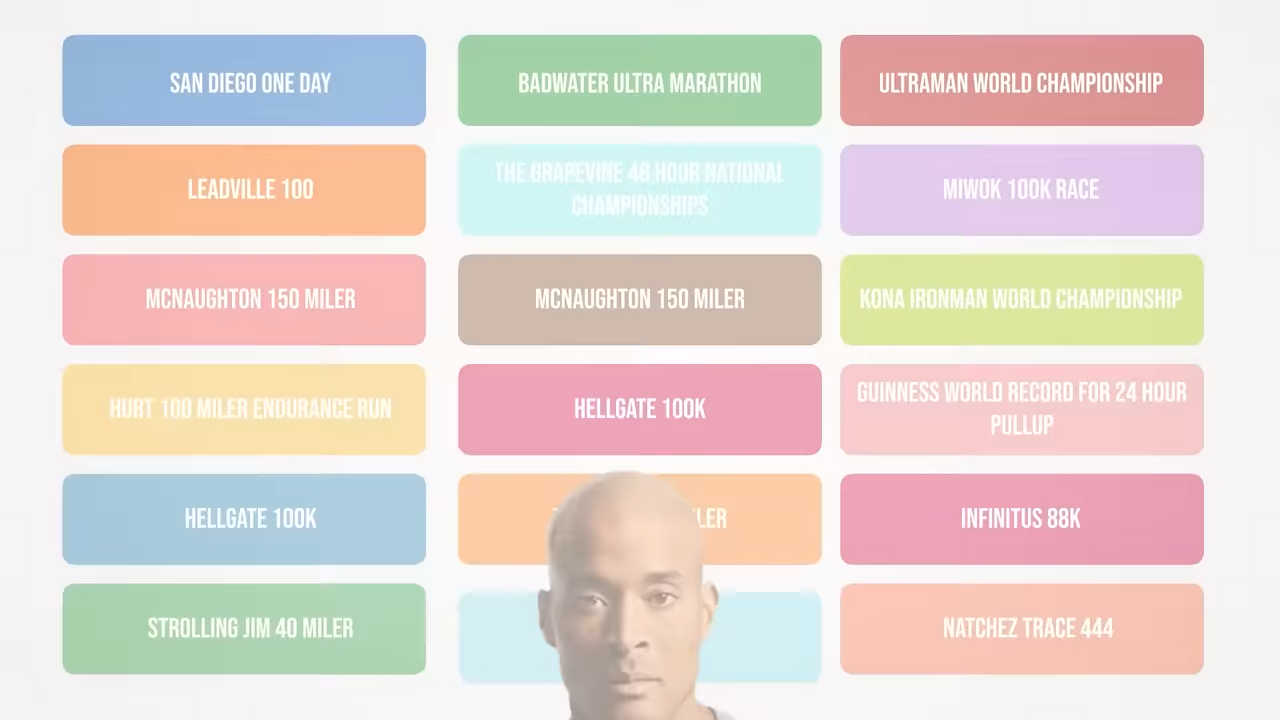 SAN DIEGO ONE DAY
BADWATER ULTRA MARATHON
ULTRAMAN WORLD CHAMPIONSHIP
LEADVILLE 100
THE GRAPEVINE 48 HOUR NATIONAL
CHAMPIONSHIPS
MIWOK 100K RACE
MCNAUGHTON 150 MILER
MCNAUGHTON 150 MILER
KONA IRONMAN WORLD CHAMPIONSHIP
HURT 100 MILER ENDURANCE RUN
HELLGATE 100K
GUINNESS WORLD RECORD FOR 24 HOUR
PULLUP
HELLGATE 100K
INFINITUS 88K
STROLLING JIM 40 MILER
NATCHEZ TRACE 444